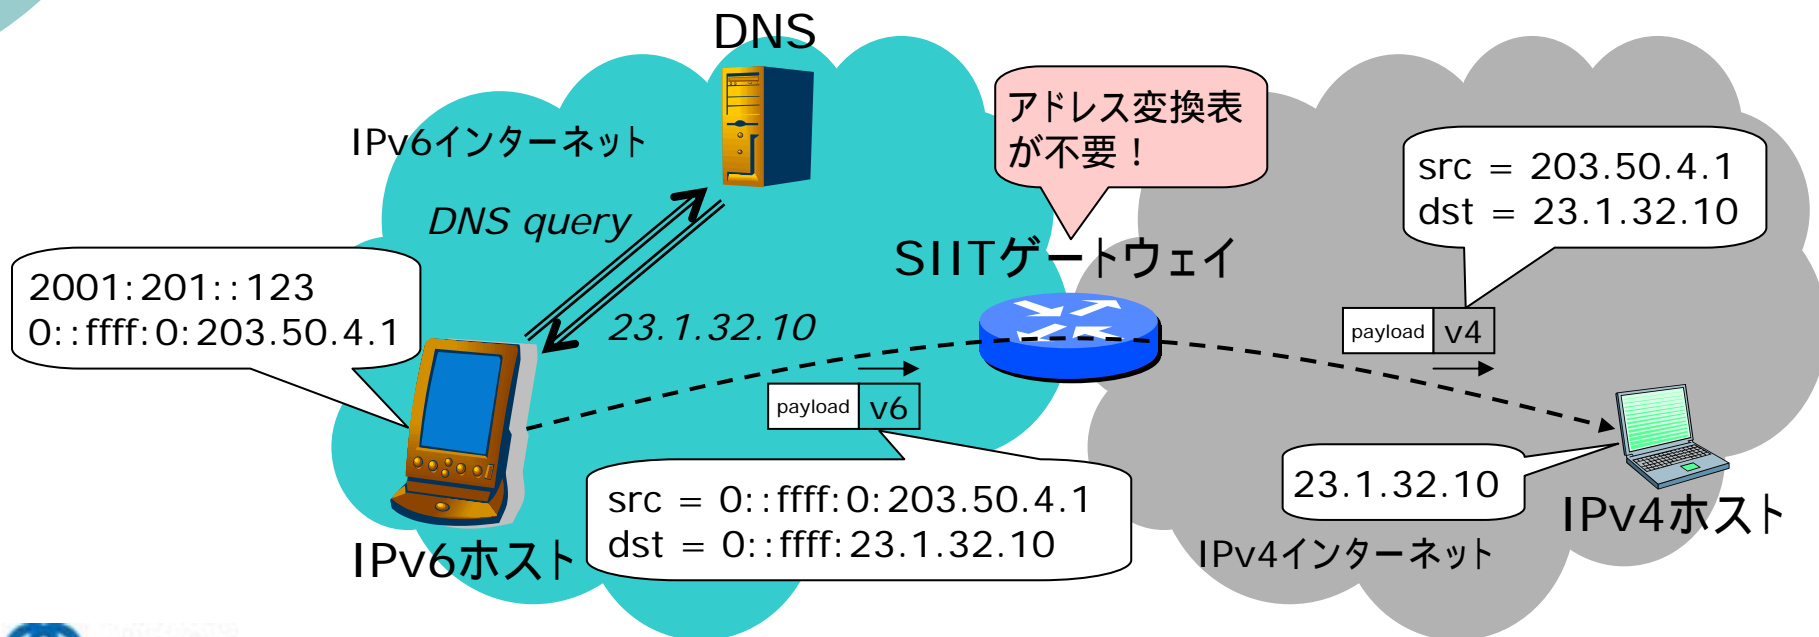 DNS
IPv6インターネット
アドレス変換表
が不要！
src = 203.50.4.1
dst = 23.1.32.10
DNS query
SIITゲートウェイ
2001:201::123
0::ffff:0:203.50.4.1
23.1.32.10
payload v4
payload v6
src = 0::ffff:0:203.50.4.1
dst = 0::ffff:23.1.32.10
23.1.32.10
IPv4ホスト
IPv6ホスト
IPv4インターネット